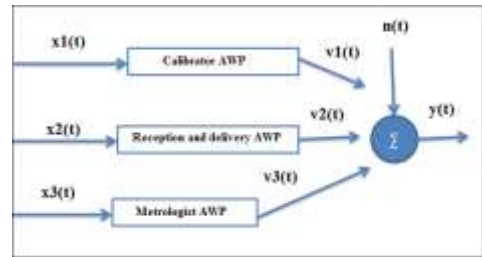 x1(t)
Calibrator AWP
v1(t)
n(t)
x2(t)
Reception and delivery AWP
v2(t)
Σ
y(t)
x3(t)
Metrologist AWP
v3(t)